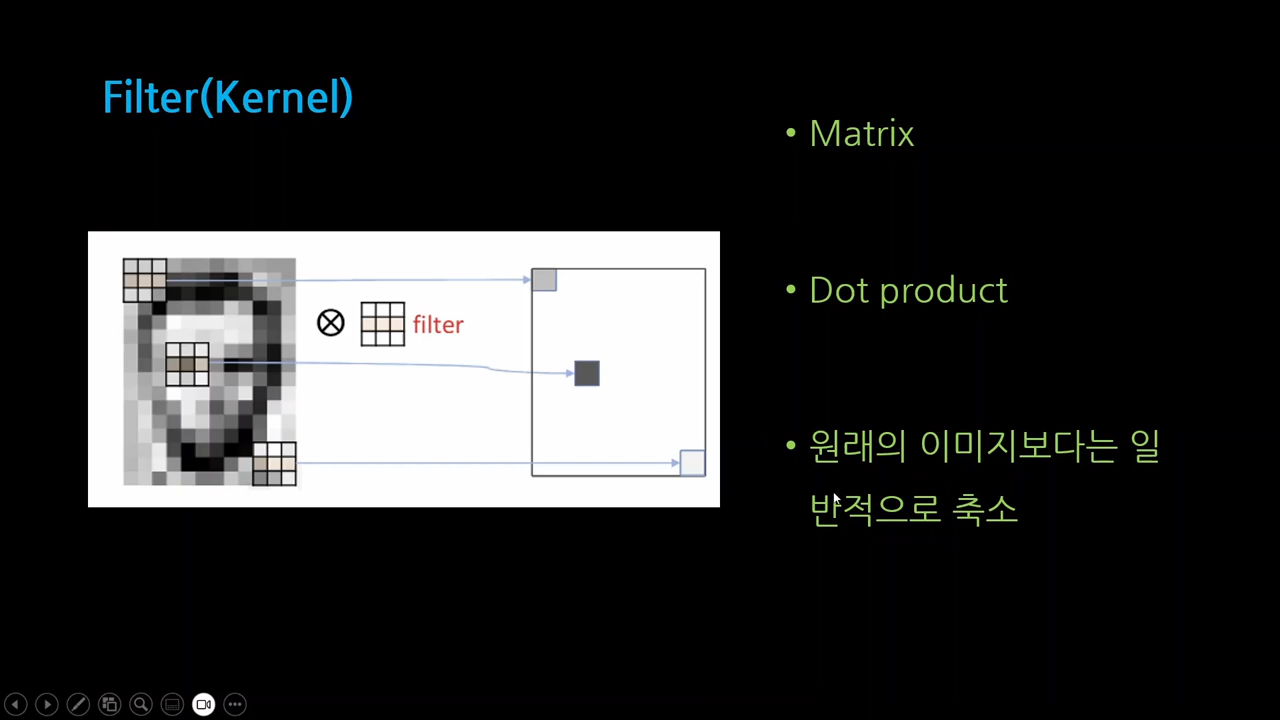 Filter(Kernel)
filter
• Matrix
• Dot product
• 원래의 이미지보다는 일
반적으로 축소